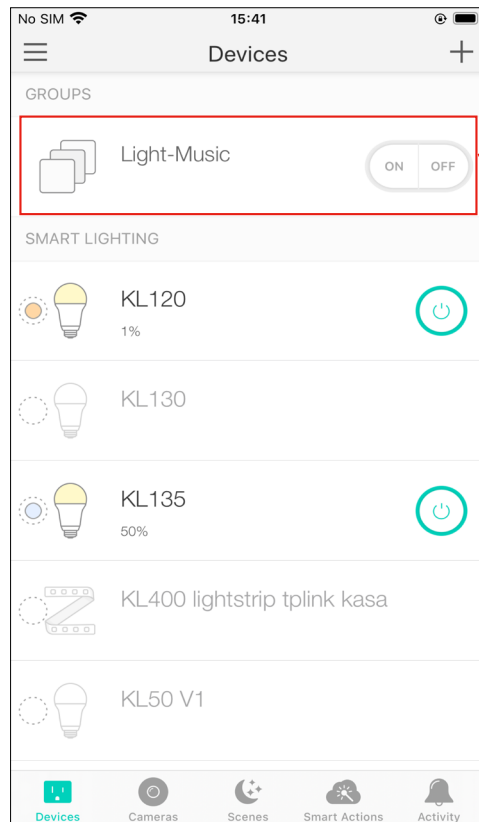 No SIM 15:41
Devices
GROUPS
Light-Music
ON OFF
SMART LIGHTING
KL120
1%
KL130
KL135
50%
KL400 lightstrip tplink kasa
KL50 V1
Devices Cameras Scenes Smart Actions Activity